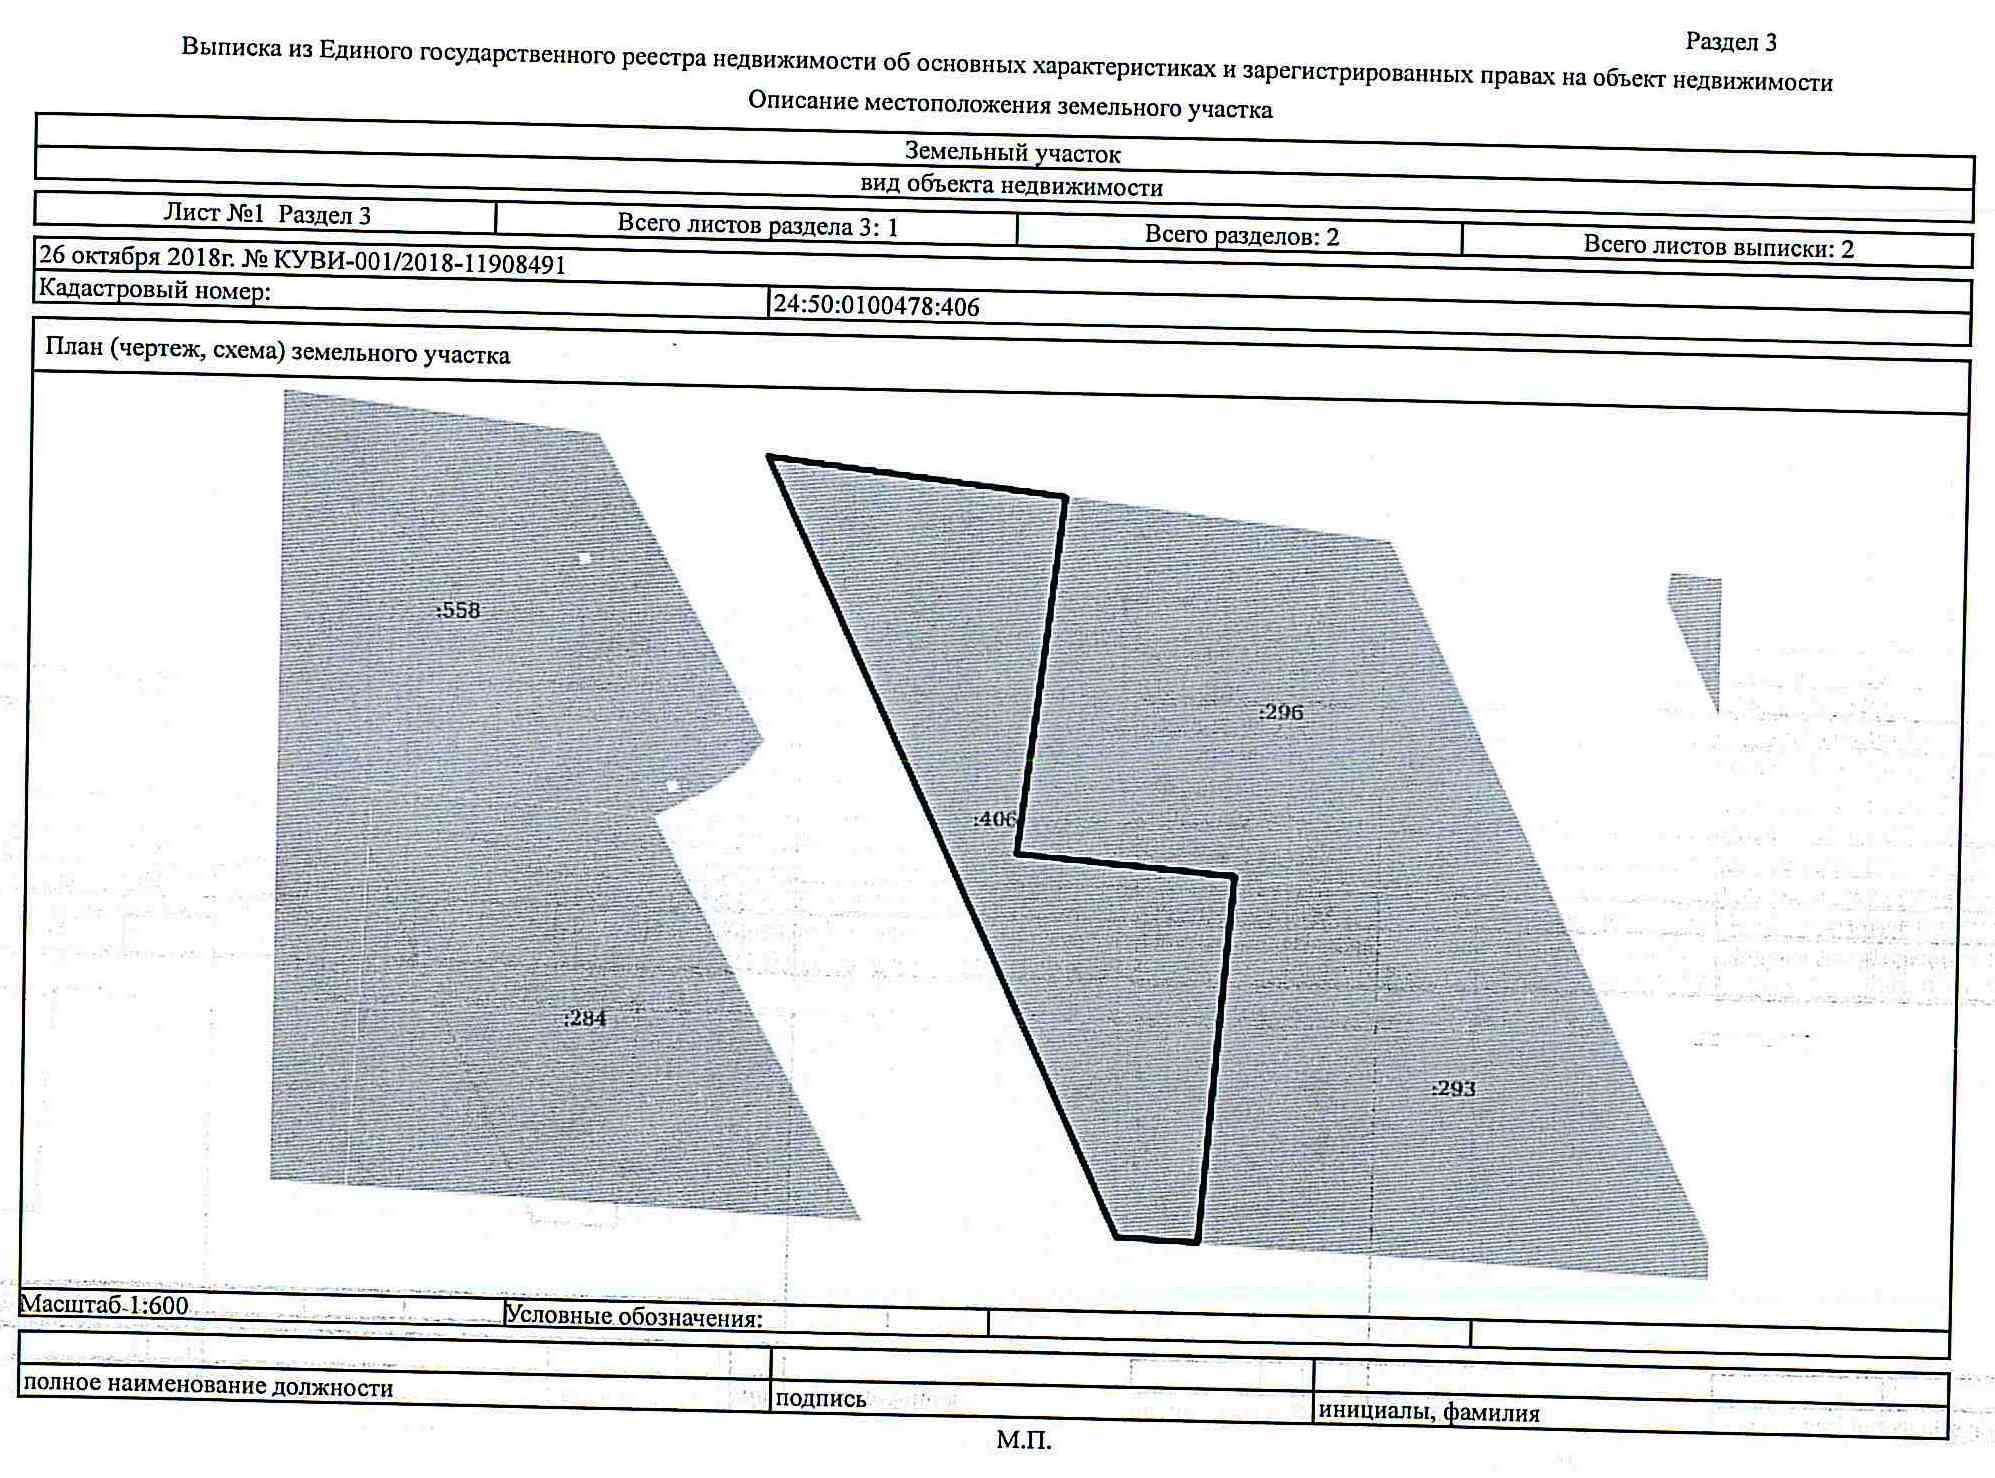 Раздел 3
Выписка из Единого государственного реестра недвижимости об основных характеристиках и зарегистрированных правах на объект недвижимости
Описание местоположения земельного участка
Земельный участок
вид объекта недвижимости
Лист №1 Раздел 3
Всего листов раздела 3: 1
Всего разделов: 2
Всего листов выписки: 2
26 октября 2018г. № КУВИ-001/2018-11908491
Кадастровый номер:
24:50:0100478:406
План (чертеж, схема) земельного участка
:558
:296
:406
:284
:293
Масштаб 1:600
Условные обозначения:
полное наименование должности
подпись
инициалы, фамилия
М.П.